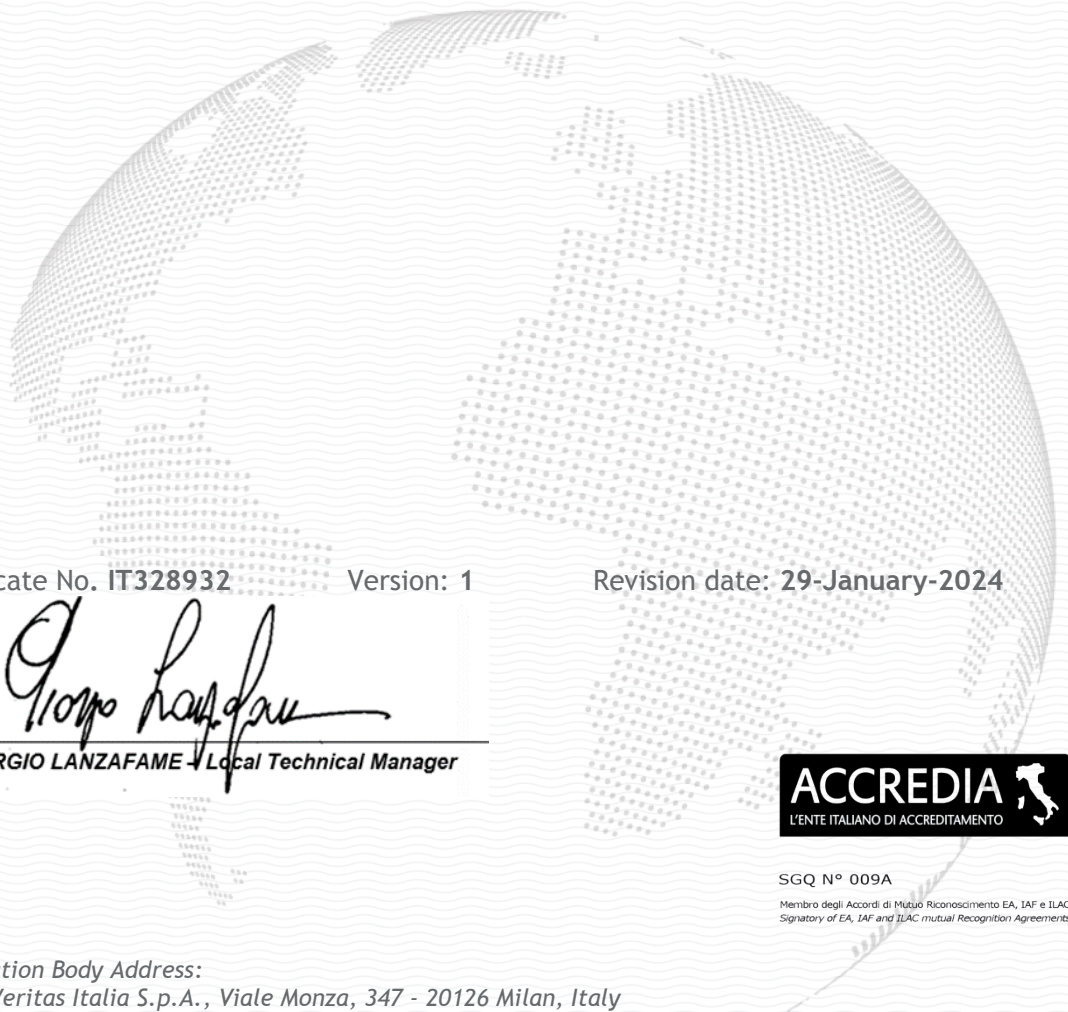 cate No. IT328932 Version: 1 Revision date: 29-January-2024
RGIO LANZAFAME - Local Technical Manager
ACCREDIA
L'ENTE ITALIANO DI ACCREDITAMENTO
SGQ N° 009A
Membro degli Accordi di Mutuo Riconoscimento EA, IAF e ILAC
Signatory of EA, IAF and ILAC mutual Recognition Agreements
tion Body Address:
Veritas Italia S.p.A., Viale Monza, 347 - 20126 Milan, Italy